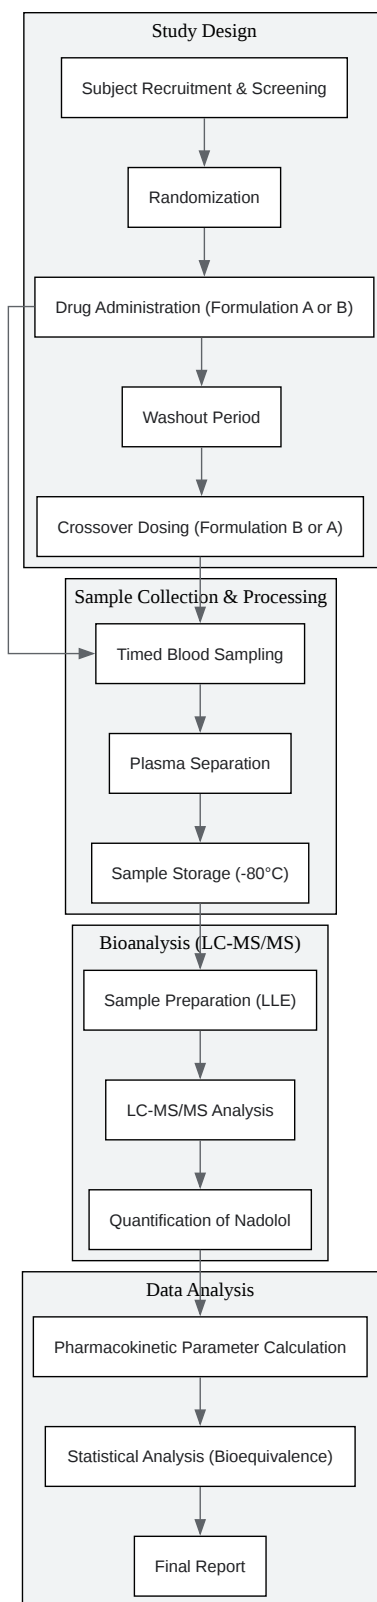 Study Design
Subject Recruitment & Screening
Randomization
Drug Administration (Formulation A or B)
Washout Period
Crossover Dosing (Formulation B or A)
Sample Collection & Processing
Timed Blood Sampling
Plasma Separation
Sample Storage (-80°C)
Bioanalysis (LC-MS/MS)
Sample Preparation (LLE)
LC-MS/MS Analysis
Quantification of Nadolol
Data Analysis
Pharmacokinetic Parameter Calculation
Statistical Analysis (Bioequivalence)
Final Report